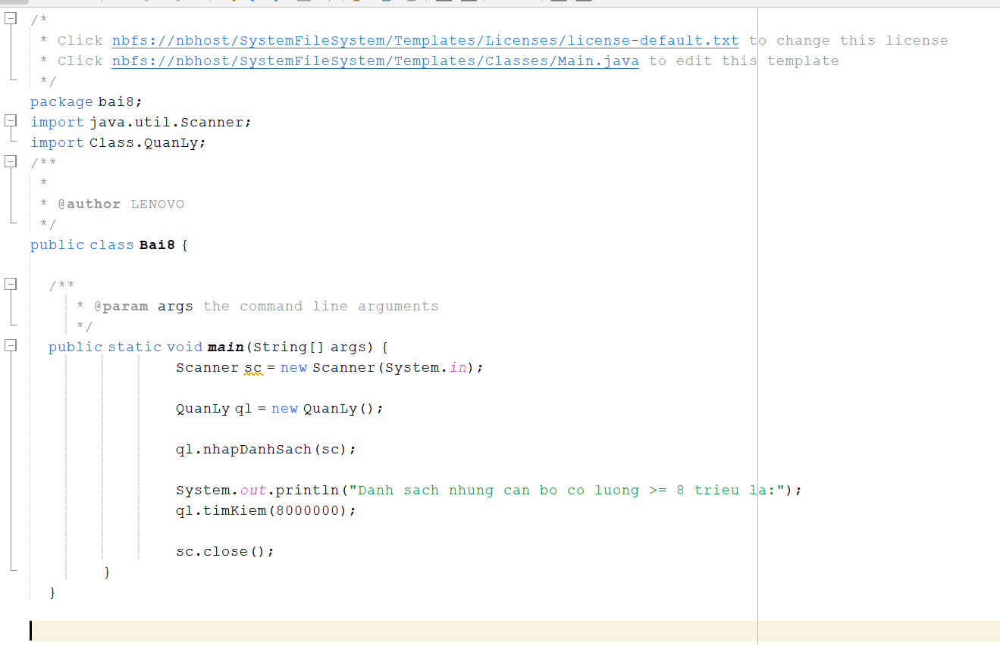 /*
 * Click nbfs://nbhost/SystemFileSystem/Templates/Licenses/license-default.txt to change this license
 * Click nbfs://nbhost/SystemFileSystem/Templates/Classes/Main.java to edit this template
 */
package bai8;
import java.util.Scanner;
import Class.QuanLy;
/**
 *
 * @author LENOVO
 */
public class Bai8 {
/**
 * @param args the command line arguments
 */
public static void main(String[] args) {
Scanner sc = new Scanner(System.in);
QuanLy ql = new QuanLy();
ql.nhapDanhSach(sc);
System.out.println("Danh sach nhung can bo co luong >= 8 trieu la:");
ql.timKiem(8000000);
sc.close();
}
}